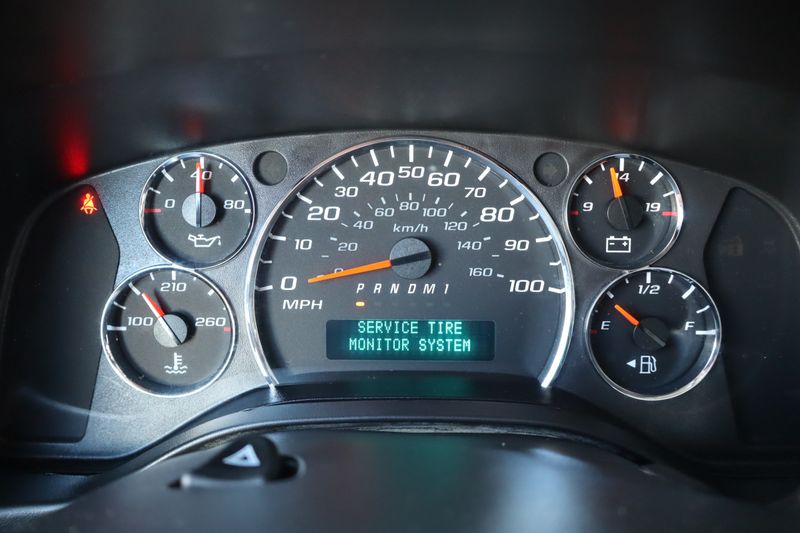 40
0 80
100 210 260
0 10 20 30 40 50 60 70 80 90 100
MPH
0 20 40 60 80 100 120 140 160
km/h
P R N D M 1
SERVICE TIRE
MONITOR SYSTEM
9 14 19
E 1/2 F